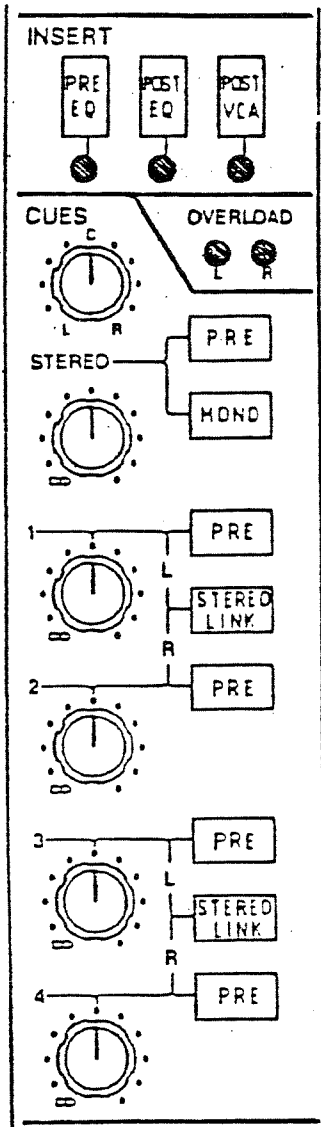 INSERT
PRE EQ
POST EQ
POST VCA
CUES
OVERLOAD
C
L R
L R
STEREO
PRE
MONO
∞
1
PRE
L
STEREO LINK
R
∞
2
PRE
∞
3
PRE
L
STEREO LINK
R
∞
4
PRE
∞